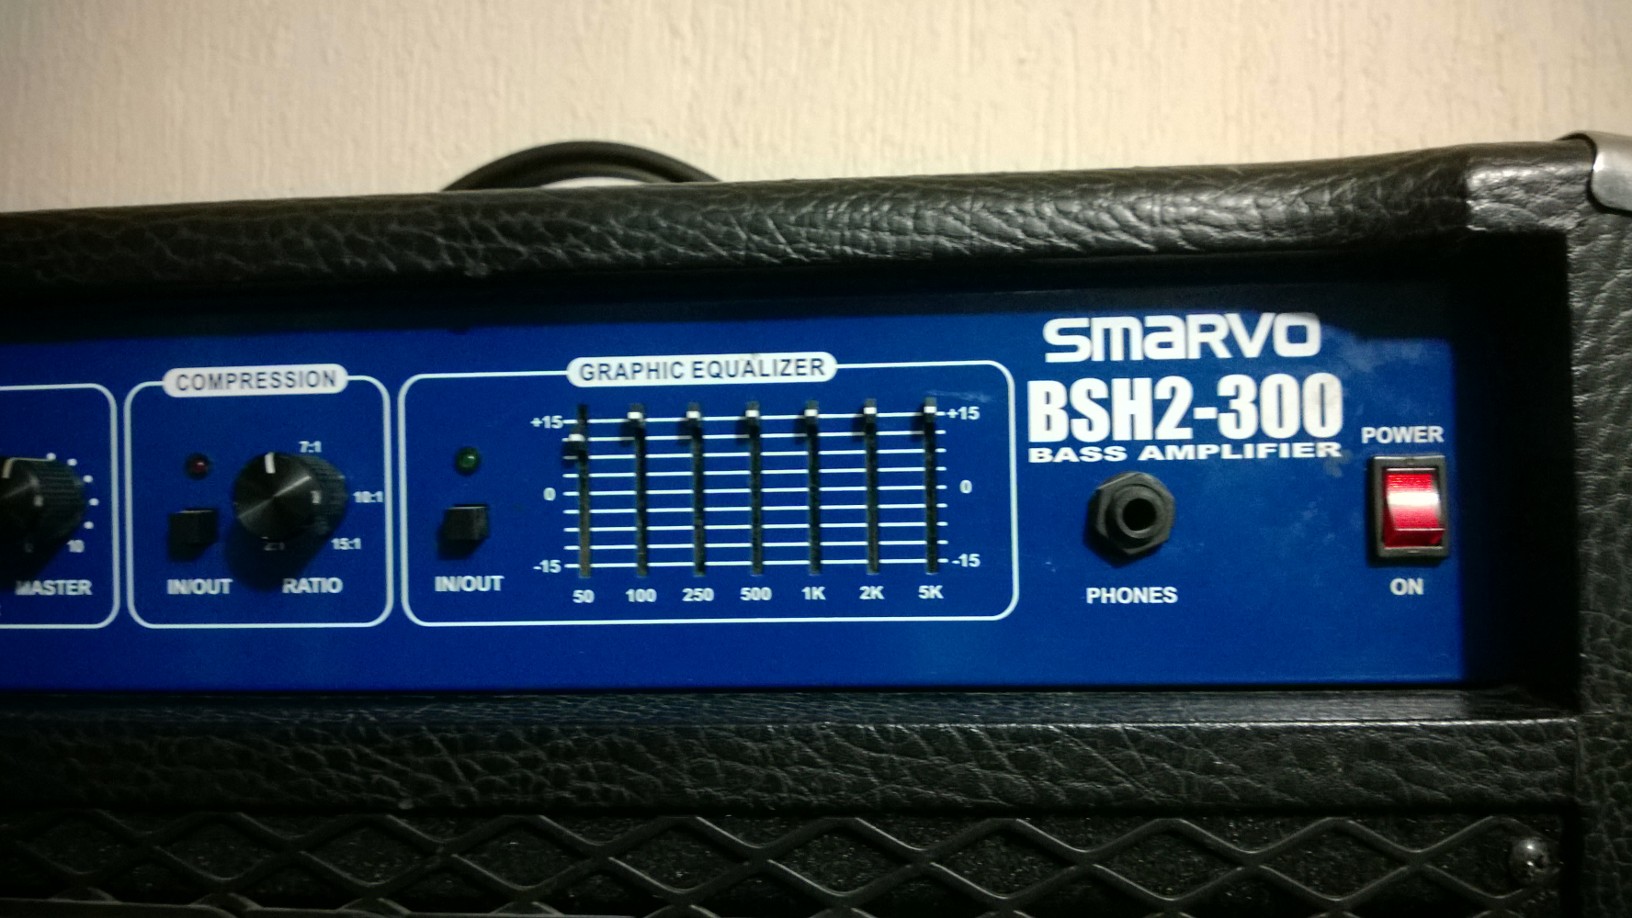 10
MASTER
COMPRESSION
7:1
10:1
15:1
2:1
IN/OUT
RATIO
GRAPHIC EQUALIZER
+15
0
-15
+15
0
-15
IN/OUT
50 100 250 500 1K 2K 5K
SMARVO
BSH2-300
BASS AMPLIFIER
PHONES
POWER
ON